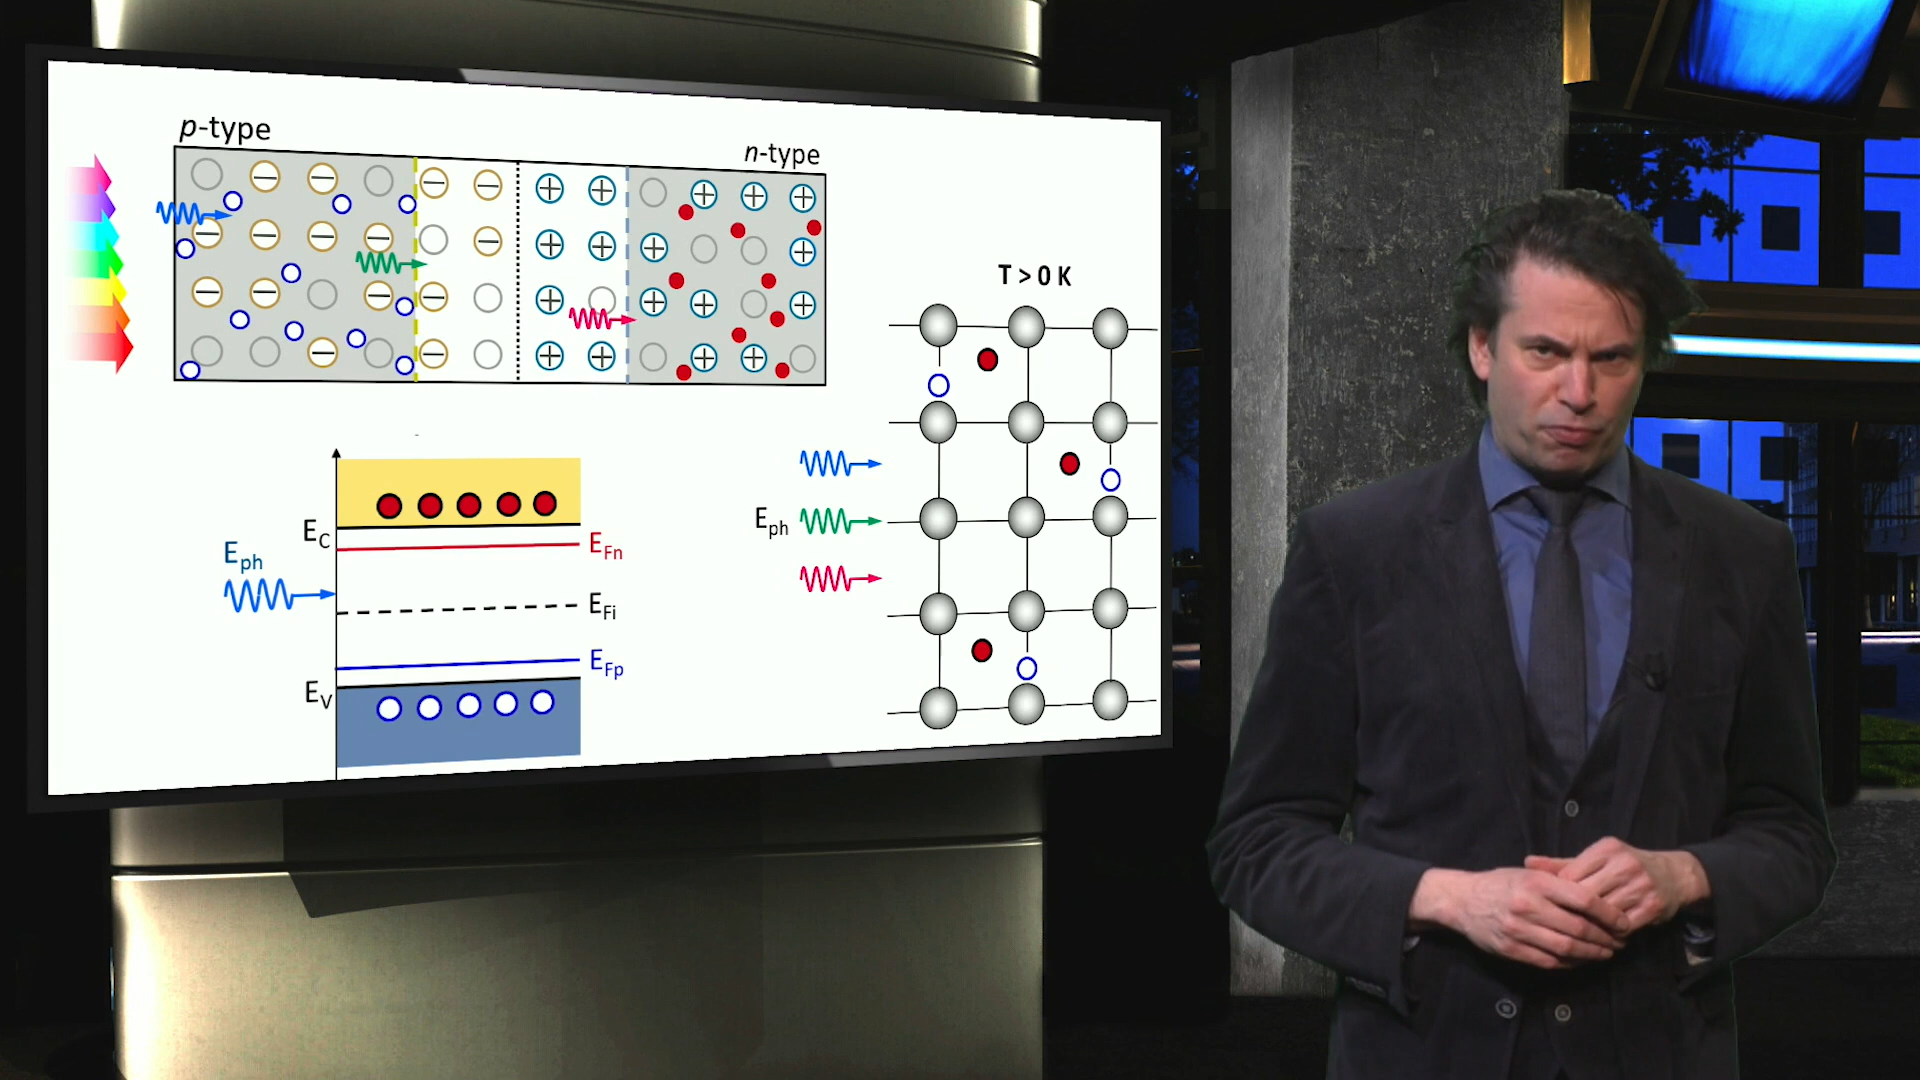 p-type
n-type
T > 0 K
E_C
E_ph
E_Fn
E_Fi
E_Fp
E_V
E_ph